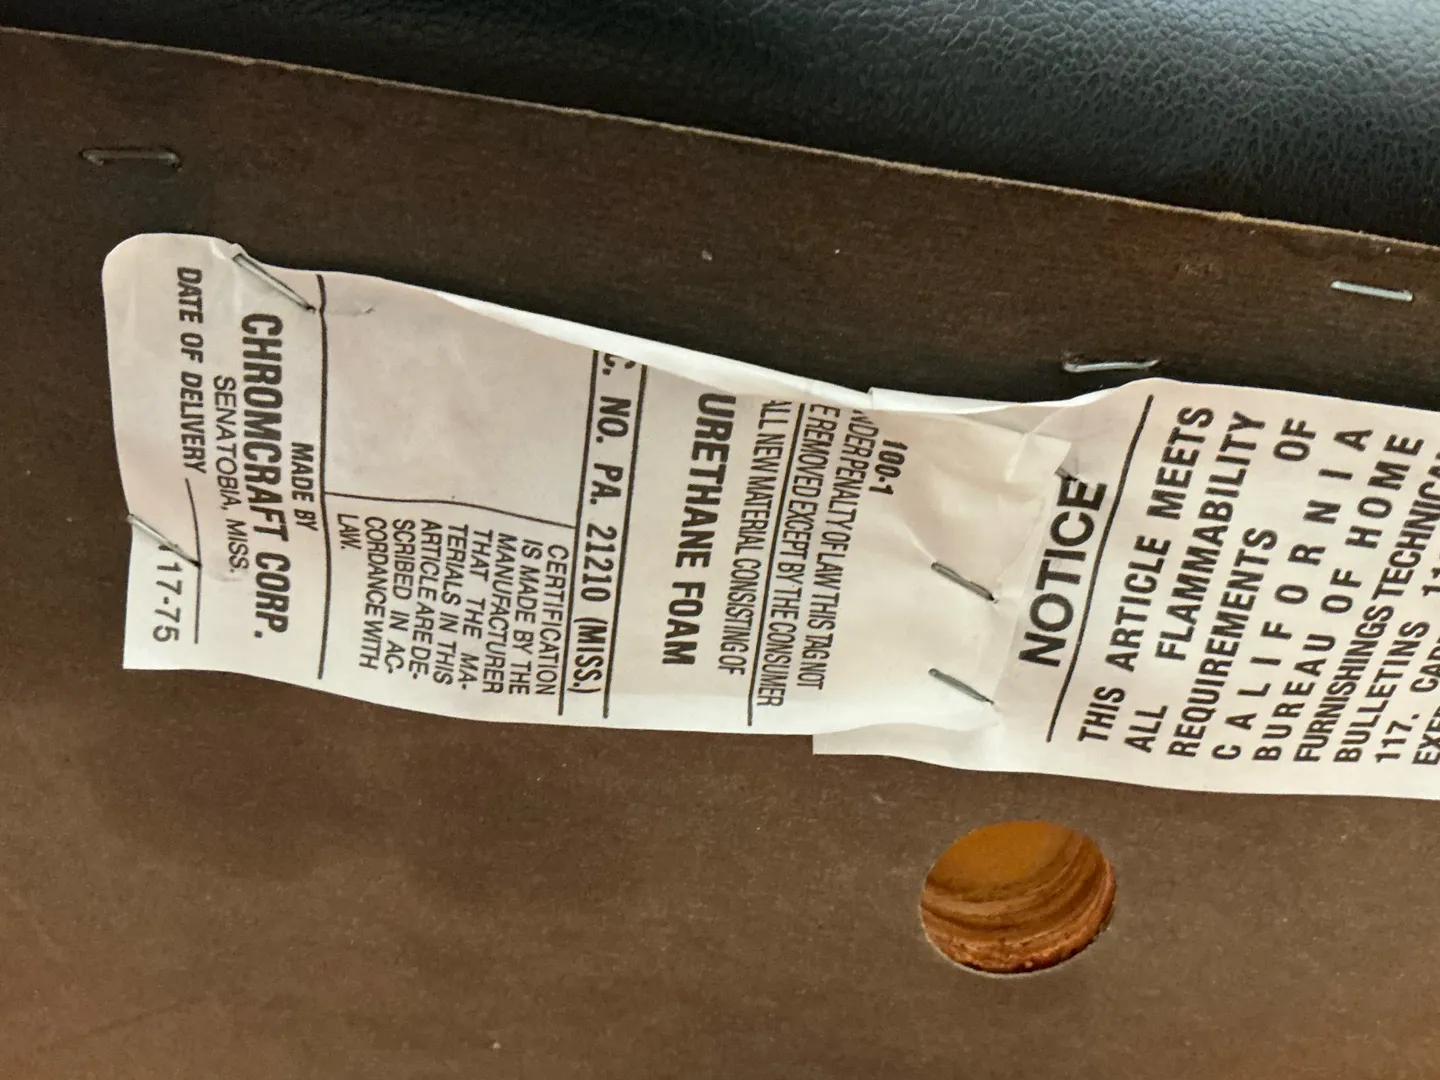 100-1
NDER PENALTY OF LAW THIS TAG NOT
E REMOVED EXCEPT BY THE CONSUMER
ALL NEW MATERIAL CONSISTING OF
URETHANE FOAM
C. NO. PA. 21210 (MISS.)
CERTIFICATION
IS MADE BY THE
MANUFACTURER
THAT THE MA-
TERIALS IN THIS
ARTICLE ARE DE-
SCRIBED IN AC-
CORDANCE WITH
LAW.
MADE BY
CHROMCRAFT CORP.
SENATOBIA, MISS.
DATE OF DELIVERY
17-75
NOTICE
THIS ARTICLE MEETS
ALL FLAMMABILITY
REQUIREMENTS OF
CALIFORNIA
BUREAU OF HOME
FURNISHINGS TECHNICAL
BULLETINS
117.